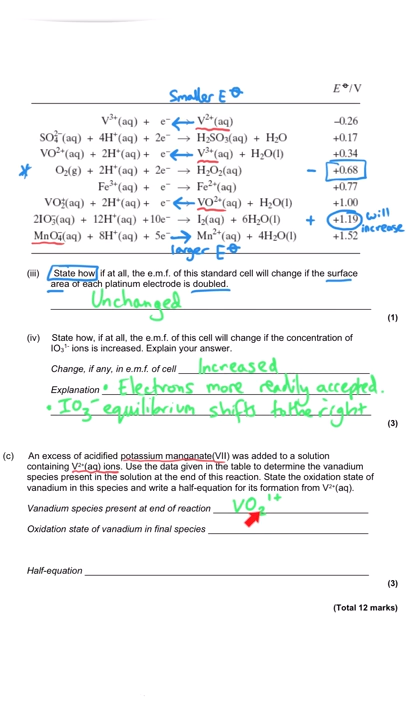 Smaller E⦵
E⦵/V
V³⁺(aq) + e⁻ ← V²⁺(aq) −0.26
SO₄²⁻(aq) + 4H⁺(aq) + 2e⁻ → H₂SO₃(aq) + H₂O +0.17
VO²⁺(aq) + 2H⁺(aq) + e⁻ ← V³⁺(aq) + H₂O(l) +0.34
* O₂(g) + 2H⁺(aq) + 2e⁻ → H₂O₂(aq) − +0.68
Fe³⁺(aq) + e⁻ → Fe²⁺(aq) +0.77
VO₂⁺(aq) + 2H⁺(aq) + e⁻ ← VO²⁺(aq) + H₂O(l) +1.00
2IO₃⁻(aq) + 12H⁺(aq) +10e⁻ → I₂(aq) + 6H₂O(l) + +1.19 will increase
MnO₄⁻(aq) + 8H⁺(aq) + 5e⁻ → Mn²⁺(aq) + 4H₂O(l) +1.52
larger E⦵
(iii) State how, if at all, the e.m.f. of this standard cell will change if the surface
area of each platinum electrode is doubled.
Unchanged
(1)
(iv) State how, if at all, the e.m.f. of this cell will change if the concentration of
IO₃¹⁻ ions is increased. Explain your answer.
Change, if any, in e.m.f. of cell Increased
Explanation • Electrons more readily accepted.
• IO₃⁻ equilibrium shifts to the right
(3)
(c) An excess of acidified potassium manganate(VII) was added to a solution
containing V²⁺(aq) ions. Use the data given in the table to determine the vanadium
species present in the solution at the end of this reaction. State the oxidation state of
vanadium in this species and write a half-equation for its formation from V²⁺(aq).
Vanadium species present at end of reaction VO₂¹⁺
Oxidation state of vanadium in final species
Half-equation
(3)
(Total 12 marks)